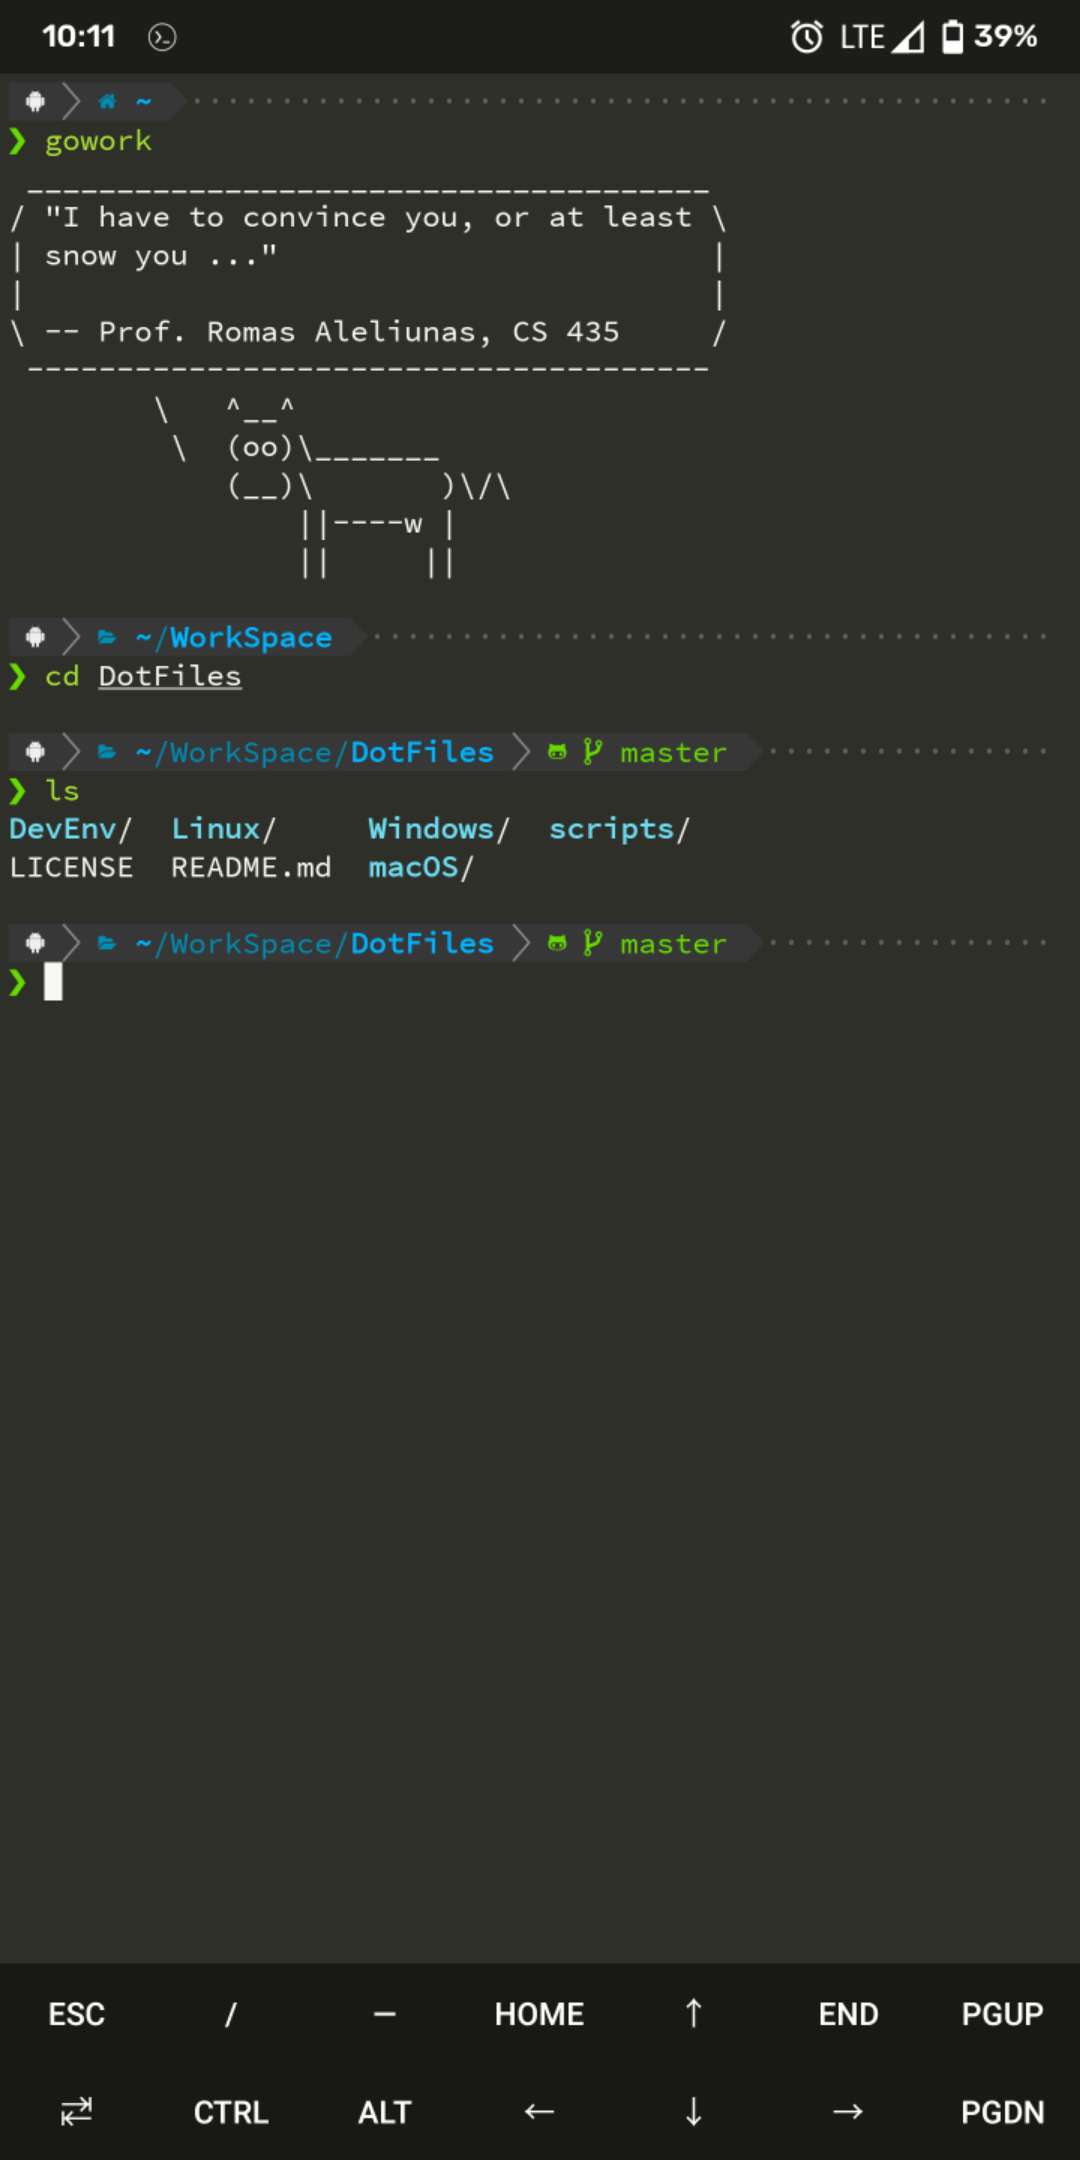 10:11 LTE 39%
~
❯ gowork
 ______________________________________
/ "I have to convince you, or at least \
| snow you ..."                        |
|                                      |
\ -- Prof. Romas Aleliunas, CS 435     /
 --------------------------------------
        \   ^__^
         \  (oo)\_______
            (__)\       )\/\
                ||----w |
                ||     ||
~/WorkSpace
❯ cd DotFiles
~/WorkSpace/DotFiles master
❯ ls
DevEnv/  Linux/     Windows/  scripts/
LICENSE  README.md  macOS/
~/WorkSpace/DotFiles master
❯
ESC / — HOME ↑ END PGUP
⇄ CTRL ALT ← ↓ → PGDN